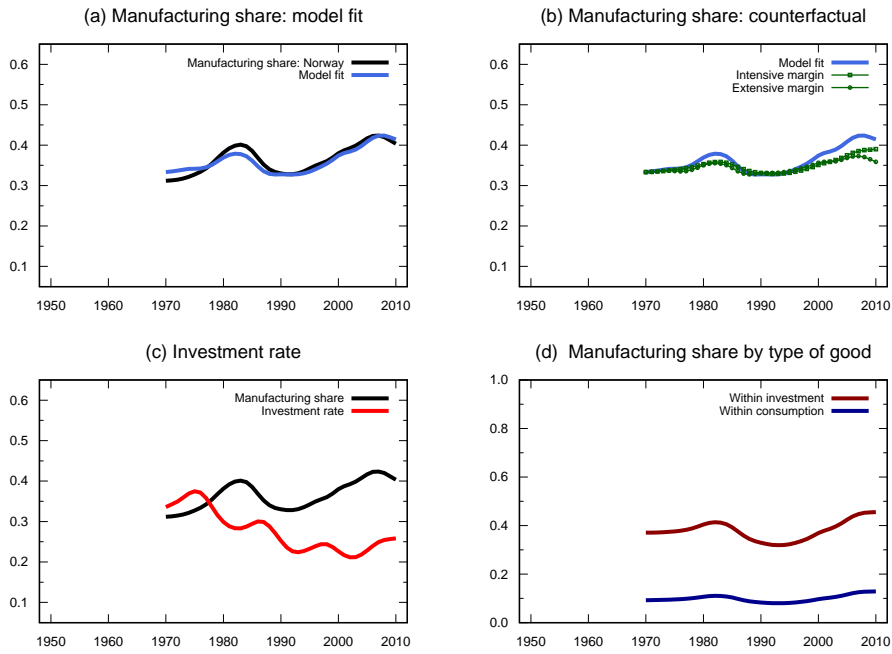 (a) Manufacturing share: model fit
0.6
0.5
0.4
0.3
0.2
0.1
Manufacturing share: Norway
Model fit
1950 1960 1970 1980 1990 2000 2010
(b) Manufacturing share: counterfactual
0.6
0.5
0.4
0.3
0.2
0.1
Model fit
Intensive margin
Extensive margin
1950 1960 1970 1980 1990 2000 2010
(c) Investment rate
0.6
0.5
0.4
0.3
0.2
0.1
Manufacturing share
Investment rate
1950 1960 1970 1980 1990 2000 2010
(d) Manufacturing share by type of good
1.0
0.8
0.6
0.4
0.2
0.0
Within investment
Within consumption
1950 1960 1970 1980 1990 2000 2010